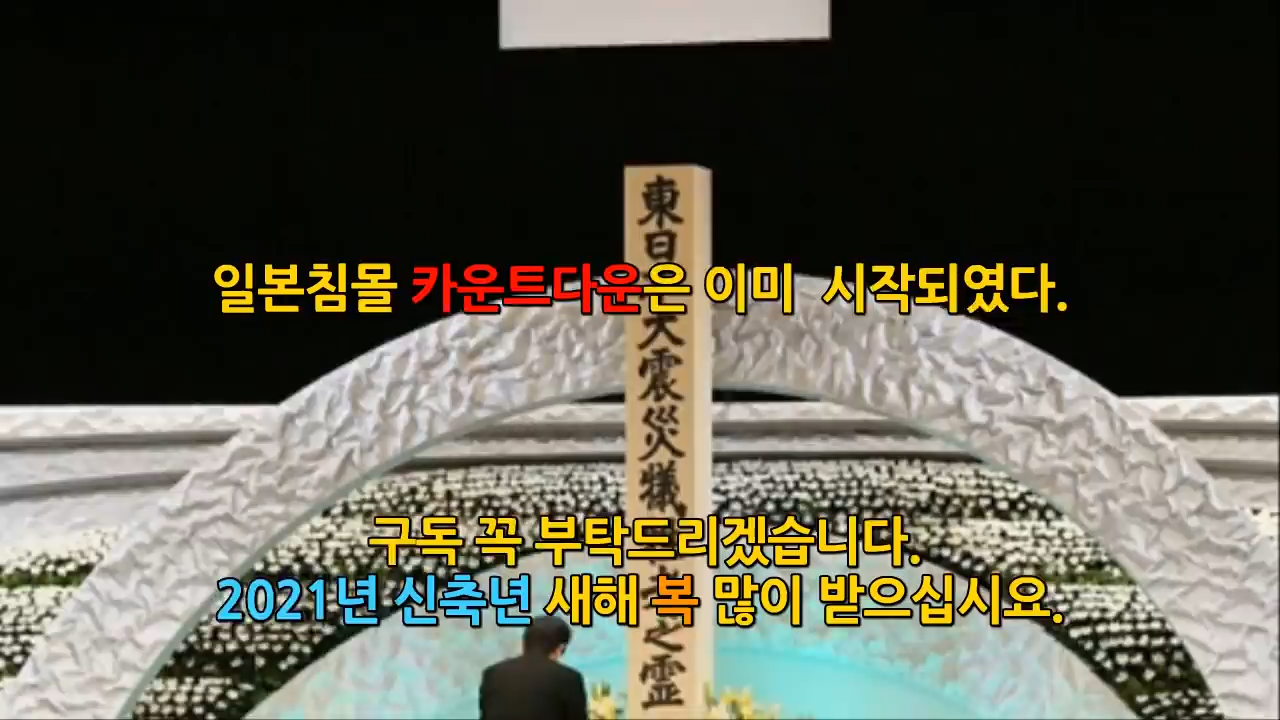 東日大震災犠之霊
일본침몰 카운트다운은 이미 시작되였다.
구독 꼭 부탁드리겠습니다.
2021년 신축년 새해 복 많이 받으십시요.